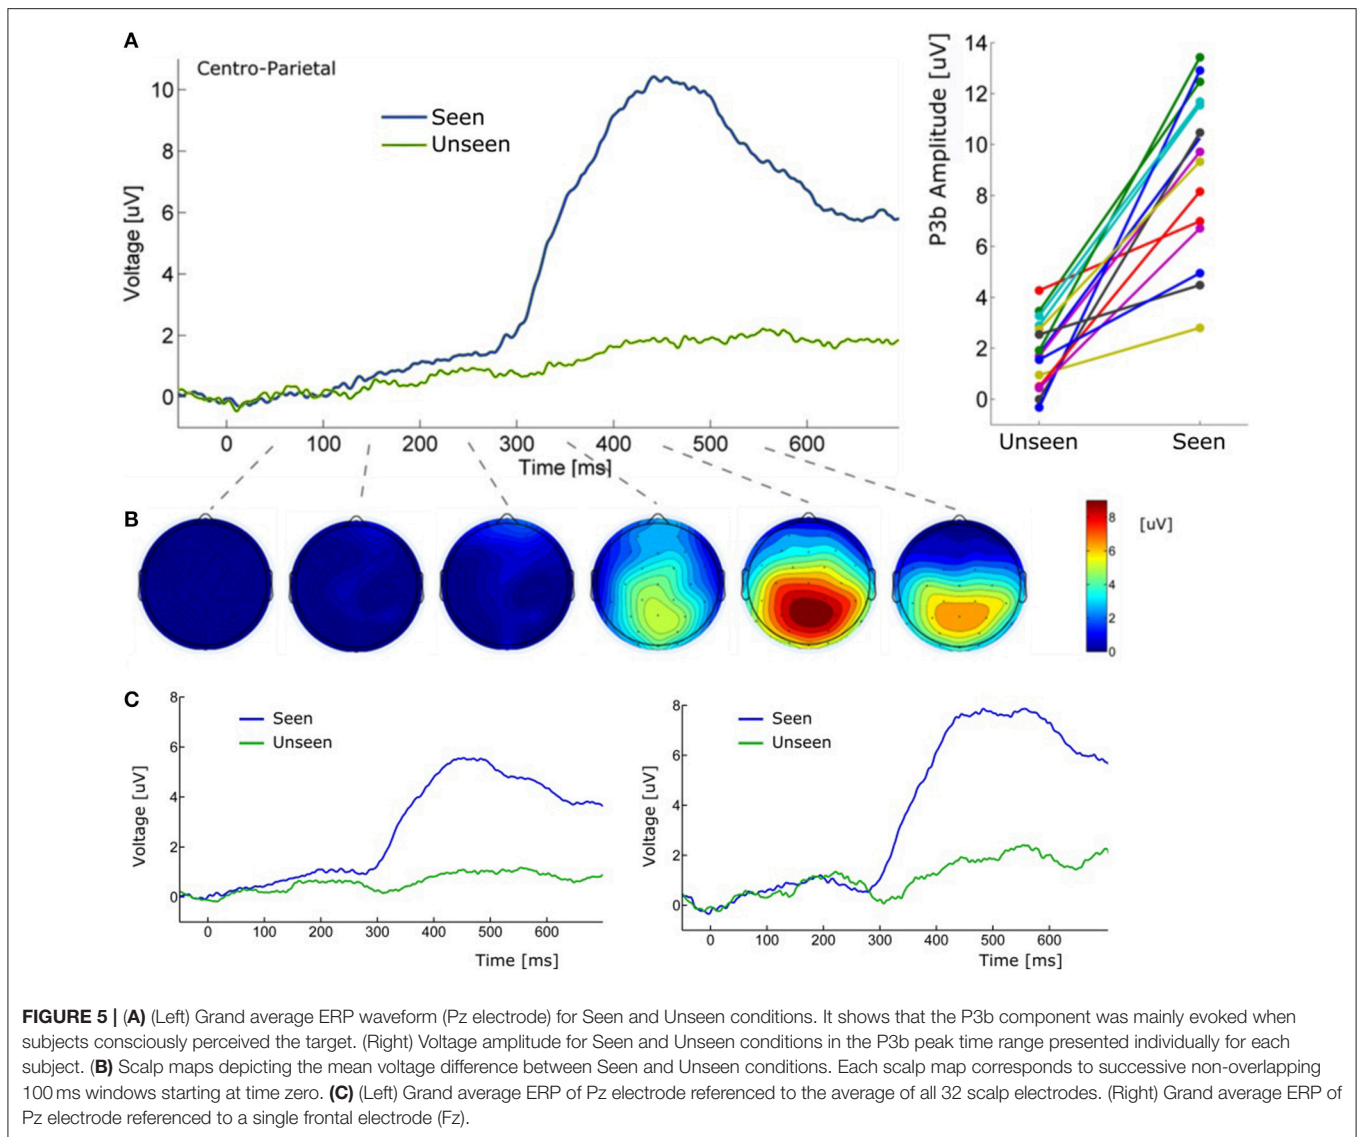 A
Centro-Parietal
Seen
Unseen
Voltage [uV]
10
8
6
4
2
0
0 100 200 300 400 500 600
Time [ms]
P3b Amplitude [uV]
14
12
10
8
6
4
2
0
Unseen Seen
B
[uV]
8
6
4
2
0
C
Seen
Unseen
Voltage [uV]
8
6
4
2
0
0 100 200 300 400 500 600
Time [ms]
Seen
Unseen
Voltage [uV]
8
6
4
2
0
0 100 200 300 400 500 600
Time [ms]
FIGURE 5 | (A) (Left) Grand average ERP waveform (Pz electrode) for Seen and Unseen conditions. It shows that the P3b component was mainly evoked when
subjects consciously perceived the target. (Right) Voltage amplitude for Seen and Unseen conditions in the P3b peak time range presented individually for each
subject. (B) Scalp maps depicting the mean voltage difference between Seen and Unseen conditions. Each scalp map corresponds to successive non-overlapping
100 ms windows starting at time zero. (C) (Left) Grand average ERP of Pz electrode referenced to the average of all 32 scalp electrodes. (Right) Grand average ERP of
Pz electrode referenced to a single frontal electrode (Fz).